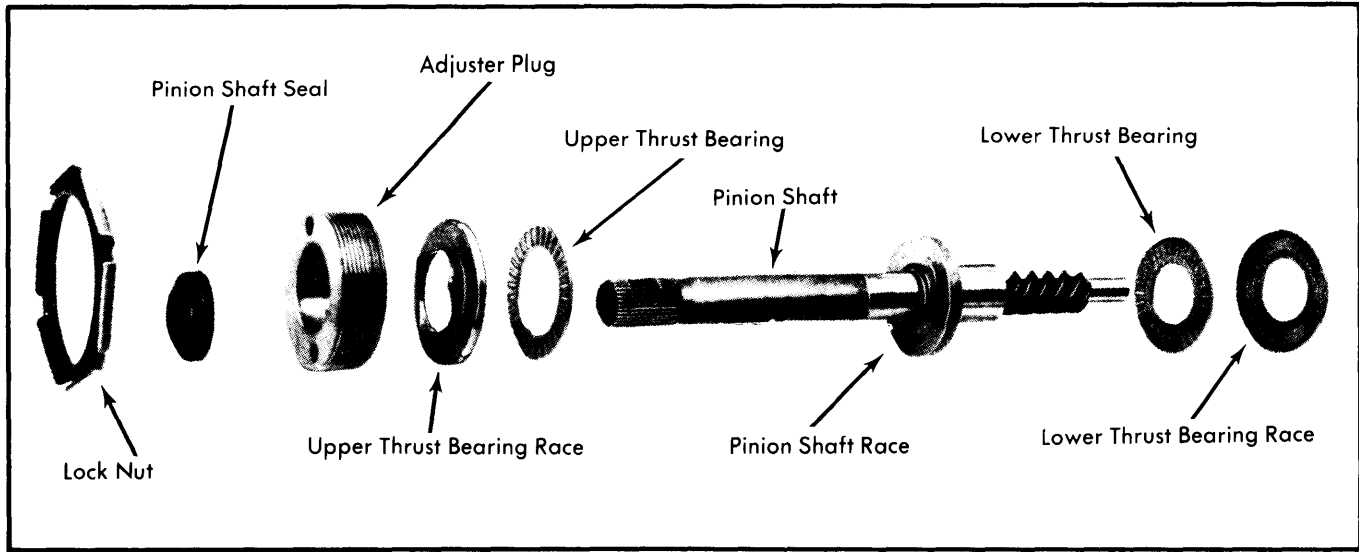 Adjuster Plug
Pinion Shaft Seal
Upper Thrust Bearing
Lower Thrust Bearing
Pinion Shaft
Upper Thrust Bearing Race
Pinion Shaft Race
Lower Thrust Bearing Race
Lock Nut